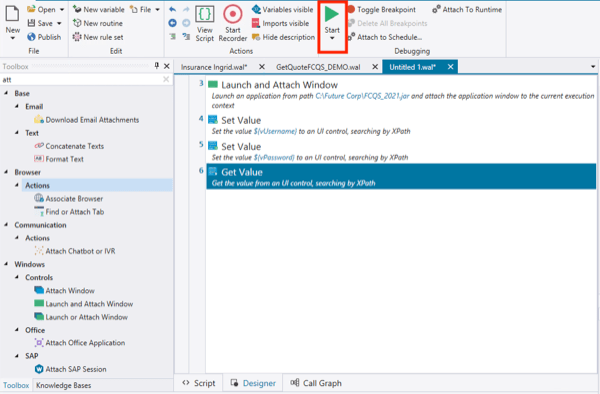 New
Open
Save
Publish
File
New variable
File
New routine
New rule set
Edit
View Script
Start Recorder
Variables visible
Imports visible
Hide description
Actions
Start
Toggle Breakpoint
Delete All Breakpoints
Attach to Schedule...
Attach To Runtime
Debugging
Toolbox
att
Base
Email
Download Email Attachments
Text
Concatenate Texts
Format Text
Browser
Actions
Associate Browser
Find or Attach Tab
Communication
Actions
Attach Chatbot or IVR
Windows
Controls
Attach Window
Launch and Attach Window
Launch or Attach Window
Office
Attach Office Application
SAP
Attach SAP Session
Toolbox Knowledge Bases
Insurance Ingrid.wal* X GetQuoteFCQS_DEMO.wal Untitled 1.wal* X
3 Launch and Attach Window
Launch an application from path C:\Future Corp\FCQS_2021.jar and attach the application window to the current execution
context
4 Set Value
Set the value ${vUsername} to an UI control, searching by XPath
5 Set Value
Set the value ${vPassword} to an UI control, searching by XPath
6 Get Value
Get the value from an UI control, searching by XPath
<> Script Designer Call Graph